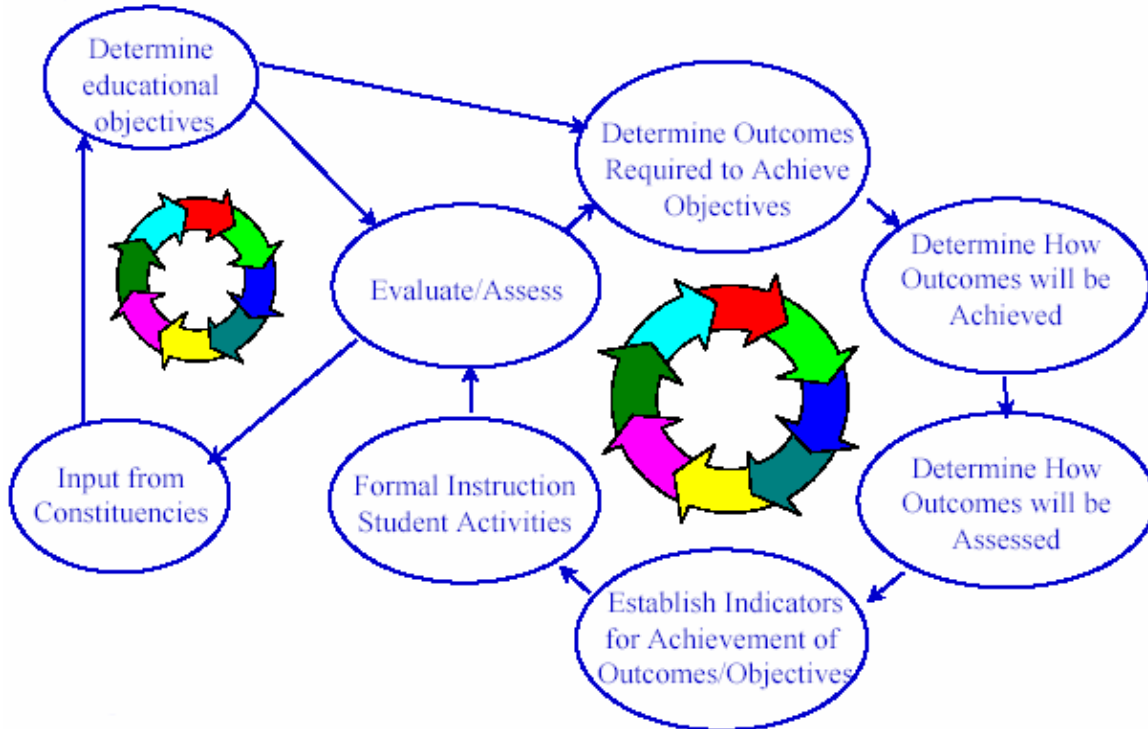 Determine
educational
objectives
Determine Outcomes
Required to Achieve
Objectives
Evaluate/Assess
Determine How
Outcomes will be
Achieved
Input from
Constituencies
Formal Instruction
Student Activities
Determine How
Outcomes will be
Assessed
Establish Indicators
for Achievement of
Outcomes/Objectives